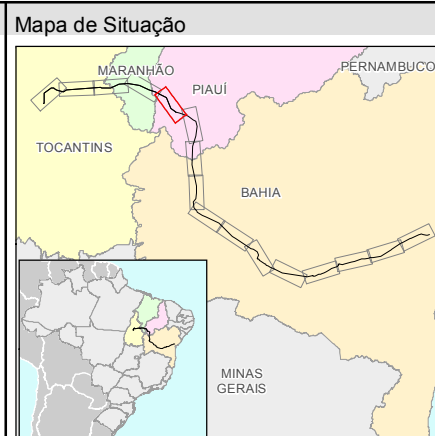 Mapa de Situação
MARANHÃO
PERNAMBUCO
PIAUÍ
TOCANTINS
BAHIA
MINAS
GERAIS